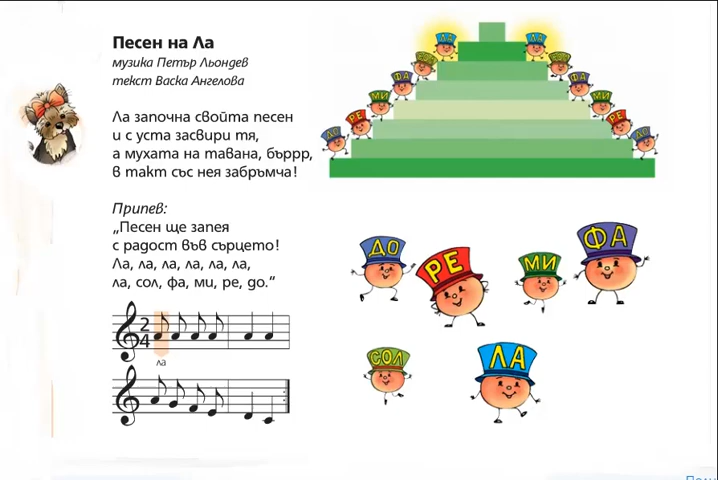 Песен на Ла
музика Петър Льондев
текст Васка Ангелова
Ла започна свойта песен
и с уста засвири тя,
а мухата на тавана, бъррр,
в такт със нея забръмча!
Припев:
„Песен ще запея
с радост във сърцето!
Ла, ла, ла, ла, ла, ла,
ла, сол, фа, ми, ре, до.“
2
4
ла
ЛА ЛА
СОЛ СОЛ
ФА ФА
МИ МИ
РЕ РЕ
ДО ДО
ДО РЕ МИ ФА
СОЛ ЛА